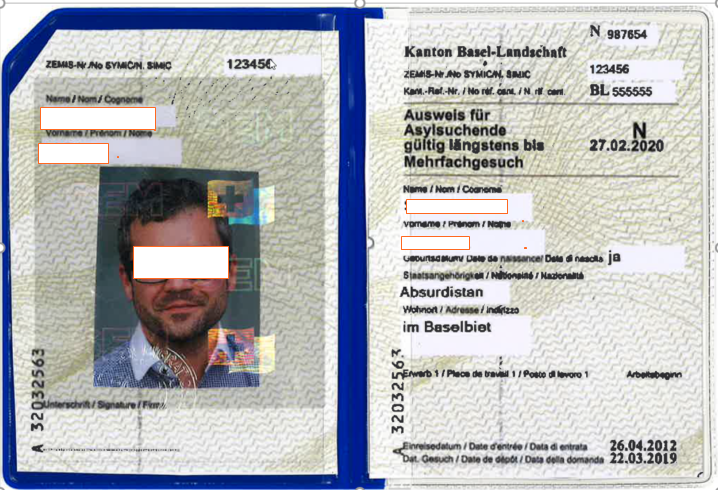 ZEMIS-Nr./No SYMIC/N. SIMIC 123456
Name / Nom / Cognome
Vorname / Prénom / Nome
A 32032563
Unterschrift / Signature / Firma
N 987654
Kanton Basel-Landschaft
ZEMIS-Nr./No SYMIC/N. SIMIC 123456
Kant.-Ref.-Nr. / No réf. cant. / N. rif. cant. BL 555555
Ausweis für
Asylsuchende N
gültig längstens bis 27.02.2020
Mehrfachgesuch
Name / Nom / Cognome
Vorname / Prénom / Nome
Geburtsdatum/ Date de naissance/ Data di nascita ja
Staatsangehörigkeit / Nationalité / Nazionalità
Absurdistan
Wohnort / Adresse / Indirizzo
im Baselbiet
A 32032563
Erwerb 1 / Place de travail 1 / Posto di lavoro 1 Arbeitsbeginn
Einreisedatum / Date d'entrée / Data di entrata 26.04.2012
Dat. Gesuch / Date de dépôt / Data della domanda 22.03.2019